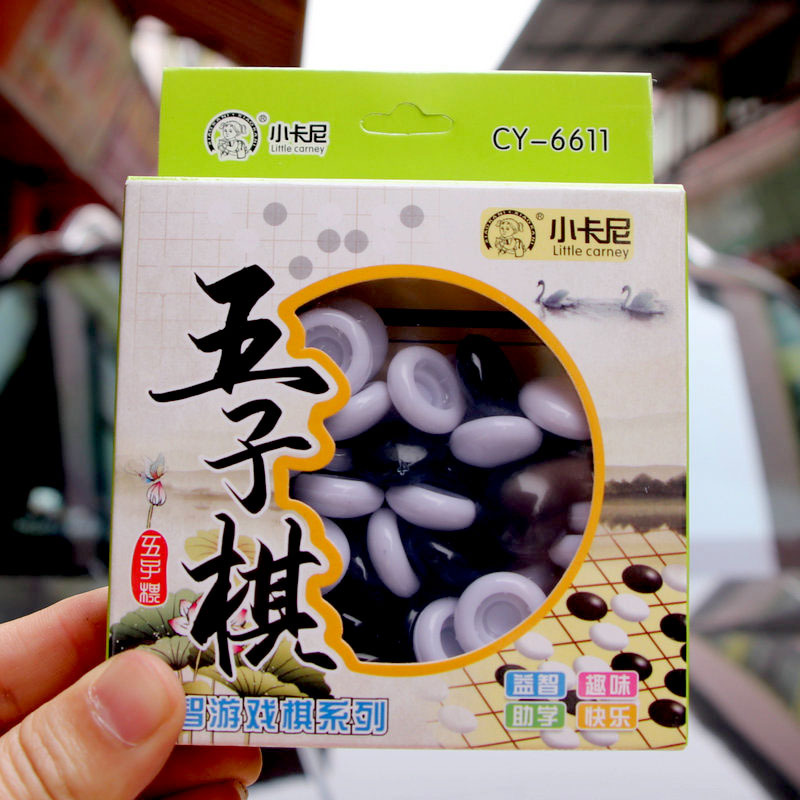 小卡尼
Little carney
CY-6611
小卡尼
Little carney
五子棋
五子棋
智游戏棋系列
益智 趣味
助学 快乐